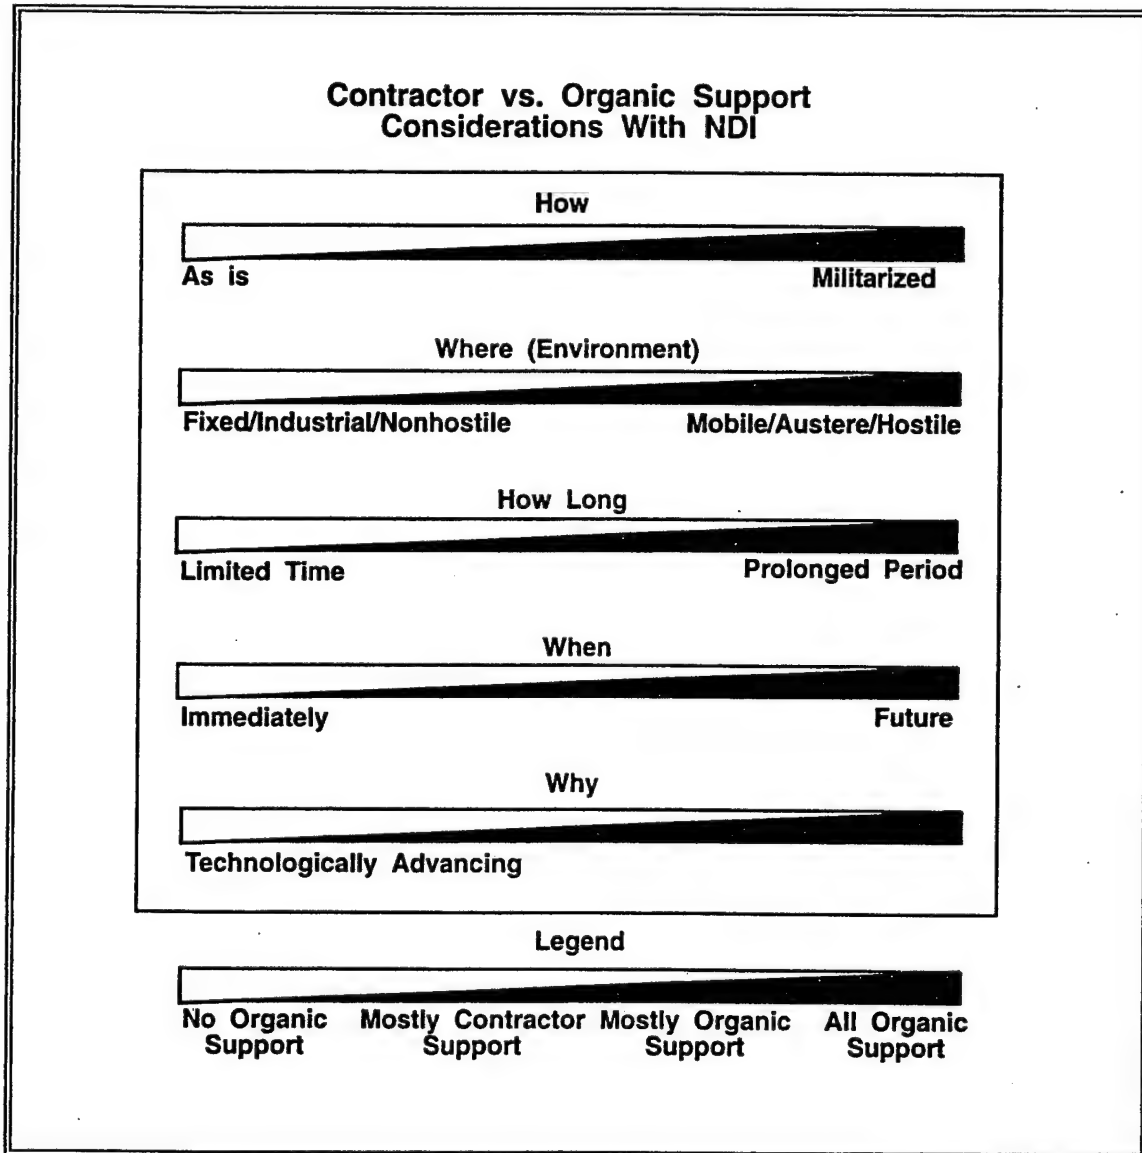 Contractor vs. Organic Support
Considerations With NDI
How
As is Militarized
Where (Environment)
Fixed/Industrial/Nonhostile Mobile/Austere/Hostile
How Long
Limited Time Prolonged Period
When
Immediately Future
Why
Technologically Advancing
Legend
No Organic Support
Mostly Contractor Support
Mostly Organic Support
All Organic Support